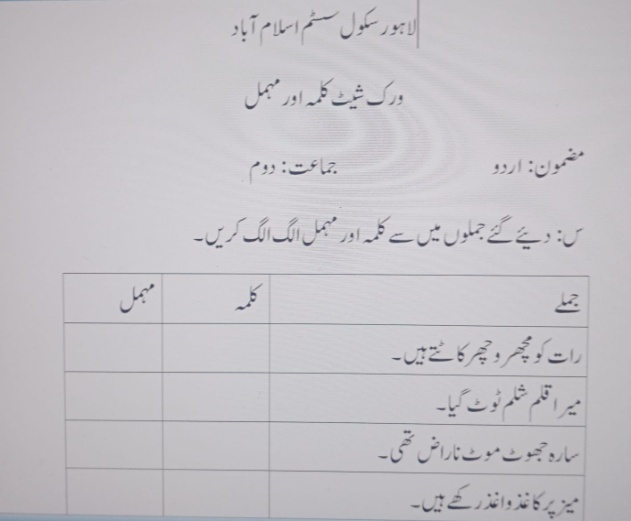 لاہور سکول سسٹم اسلام آباد
ورک شیٹ کلمہ اور مہمل
مضمون: اردو جماعت: دوم
س: دیئے گئے جملوں میں سے کلمہ اور مہمل الگ الگ کریں۔
جملے کلمہ مہمل
رات کو مچھر وچھر کاٹتے ہیں۔
میرا قلم شلم ٹوٹ گیا۔
سارہ جھوٹ موٹ ناراض تھی۔
میز پر کاغذ واغذ رکھے ہیں۔